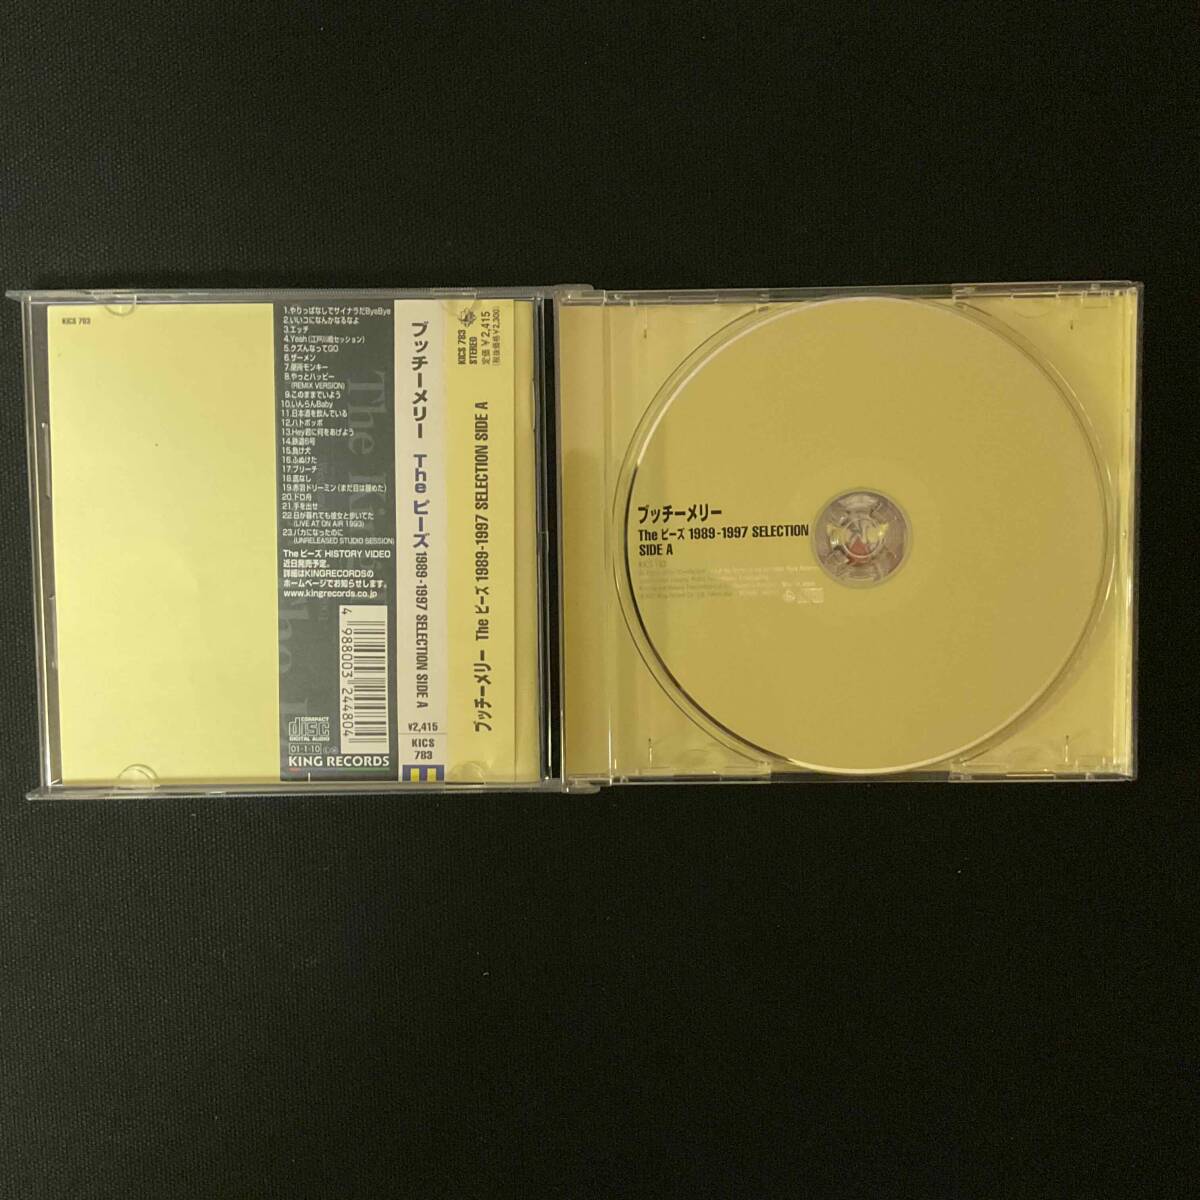 KICS 783
1.やりっぱなしでサイナラだByeBye
2.いいコになんかなるなよ
3.エッチ
4.Yeah(江戸川橋セッション)
5.クズんなってGO
6.ザーメン
7.便所モンキー
8.やっとハッピー
(REMIX VERSION)
9.このままでいよう
10.いんらんBaby
11.日本酒を飲んでいる
12.ハトポッポ
13.Hey君に何をあげよう
14.鉄道6号
15.負け犬
16.ふぬけた
17.ブリーチ
18.底なし
19.赤羽ドリーミン(まだ目は醒めた)
20.ドロ舟
21.手を出せ
22.日が暮れても彼女と歩いてた
(LIVE AT ON AIR 1993)
23.バカになったのに
(UNRELEASED STUDIO SESSION)
The ピーズ HISTORY VIDEO
近日発売予定。
詳細はKINGRECORDSの
ホームページでお知らせします。
www.kingrecords.co.jp
4 988003 244804
COMPACT
disc
DIGITAL AUDIO
01·1·10
KING RECORDS
ブッチーメリー The ピーズ 1989-1997 SELECTION SIDE A
¥2,415
KICS
783
KICS 783
STEREO
定価 ¥2,415
(税抜価格¥2,300)
ブッチーメリー The ピーズ 1989-1997 SELECTION SIDE A
ブッチーメリー
The ピーズ 1989-1997 SELECTION
SIDE A
KICS 783